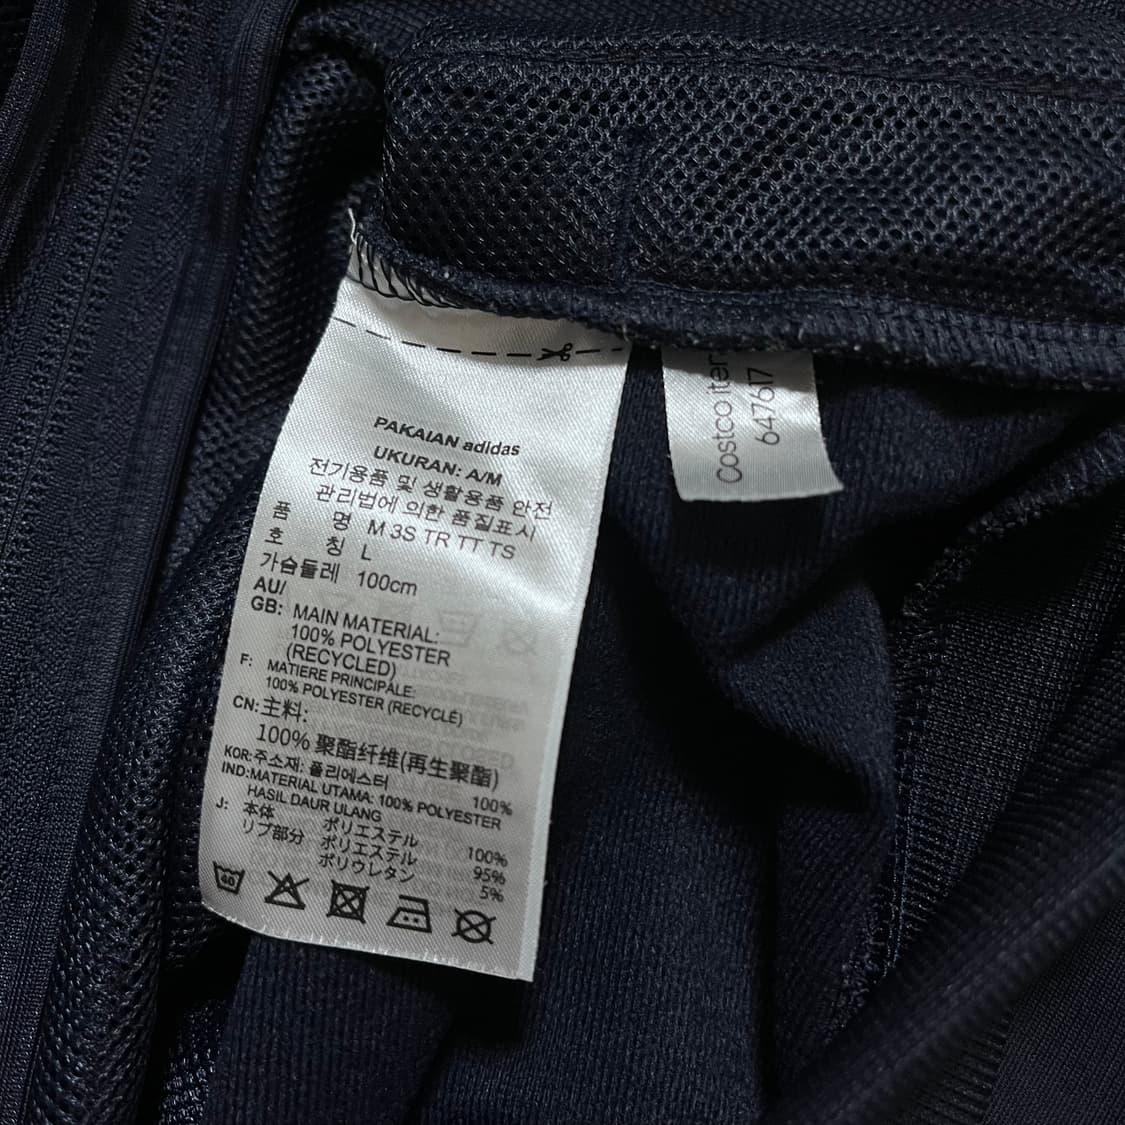 PAKAIAN adidas
UKURAN: A/M
전기용품 및 생활용품 안전
관리법에 의한 품질표시
품 명 M 3S TR TT TS
호 칭 L
가슴둘레 100cm
AU/
GB: MAIN MATERIAL:
100% POLYESTER
(RECYCLED)
F: MATIERE PRINCIPALE:
100% POLYESTER (RECYCLÉ)
CN: 主料:
100% 聚酯纤维(再生聚酯)
KOR: 주소재: 폴리에스터 100%
IND: MATERIAL UTAMA: 100% POLYESTER
HASIL DAUR ULANG
J: 本体 ポリエステル 100%
リブ部分 ポリエステル 95%
ポリウレタン 5%
40
Costco item
647617